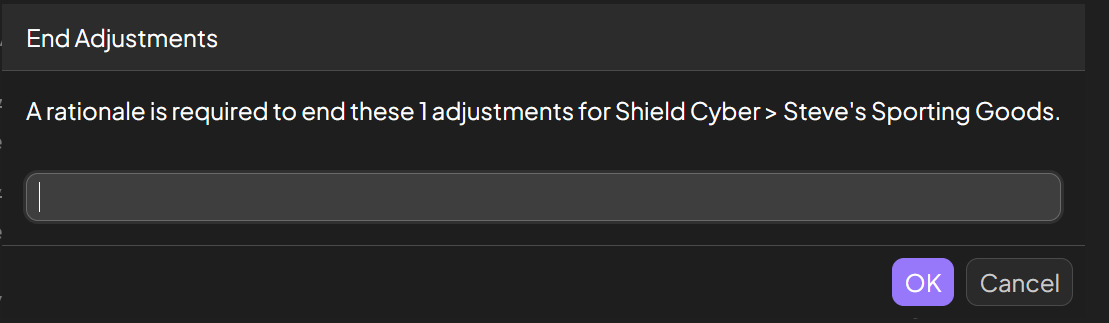 End Adjustments
A rationale is required to end these 1 adjustments for Shield Cyber > Steve's Sporting Goods.
OK
Cancel